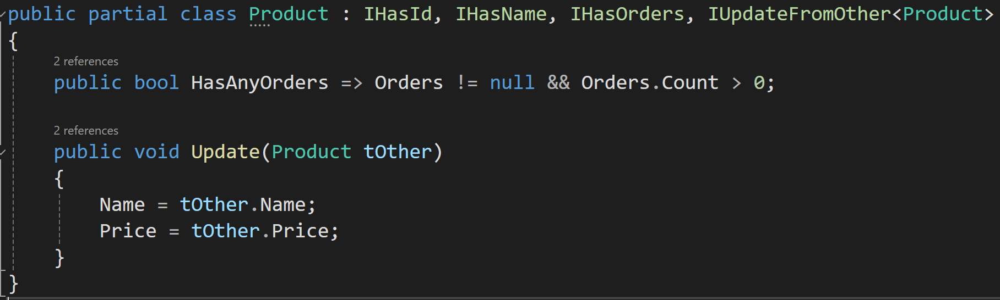 public partial class Product : IHasId, IHasName, IHasOrders, IUpdateFromOther<Product>
{
2 references
public bool HasAnyOrders => Orders != null && Orders.Count > 0;
2 references
public void Update(Product tOther)
{
Name = tOther.Name;
Price = tOther.Price;
}
}